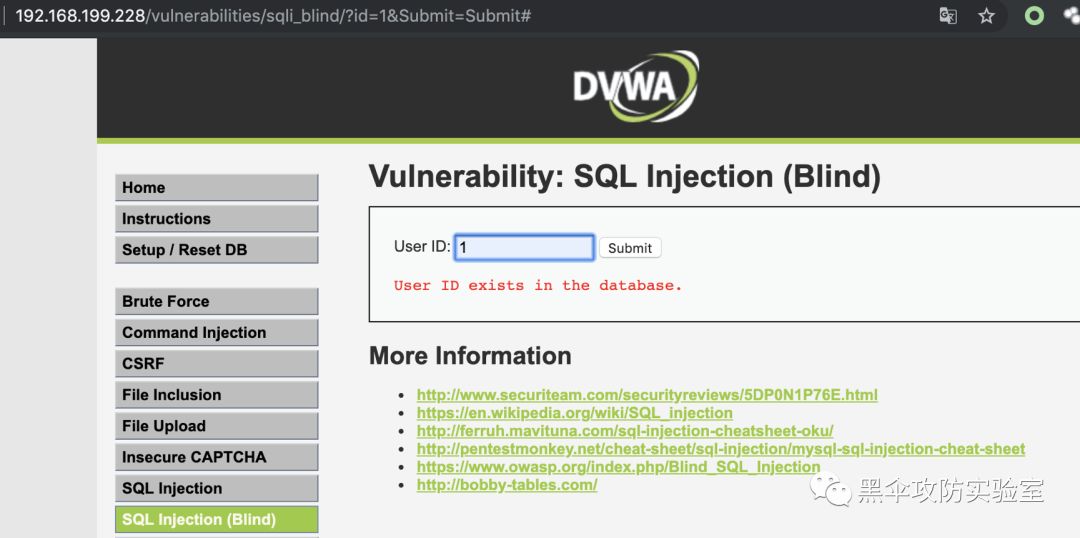 192.168.199.228/vulnerabilities/sqli_blind/?id=1&Submit=Submit#
DVWA
Home
Instructions
Setup / Reset DB
Brute Force
Command Injection
CSRF
File Inclusion
File Upload
Insecure CAPTCHA
SQL Injection
SQL Injection (Blind)
Vulnerability: SQL Injection (Blind)
User ID: 1 Submit
User ID exists in the database.
More Information
http://www.securiteam.com/securityreviews/5DP0N1P76E.html
https://en.wikipedia.org/wiki/SQL_injection
http://ferruh.mavituna.com/sql-injection-cheatsheet-oku/
http://pentestmonkey.net/cheat-sheet/sql-injection/mysql-sql-injection-cheat-sheet
https://www.owasp.org/index.php/Blind_SQL_Injection
http://bobby-tables.com/
黑伞攻防实验室